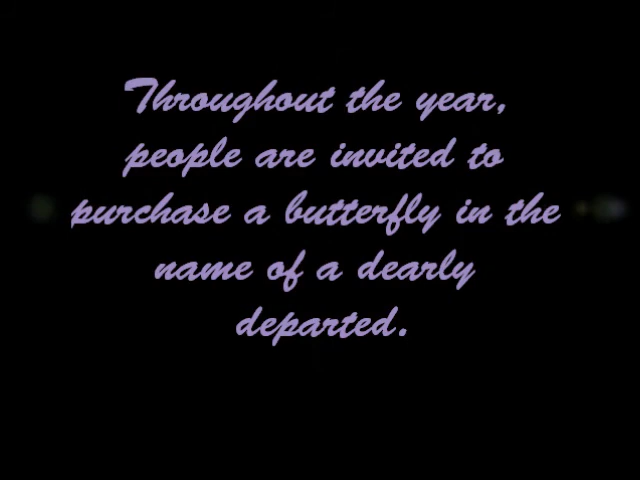 Throughout the year,
people are invited to
purchase a butterfly in the
name of a dearly
departed.